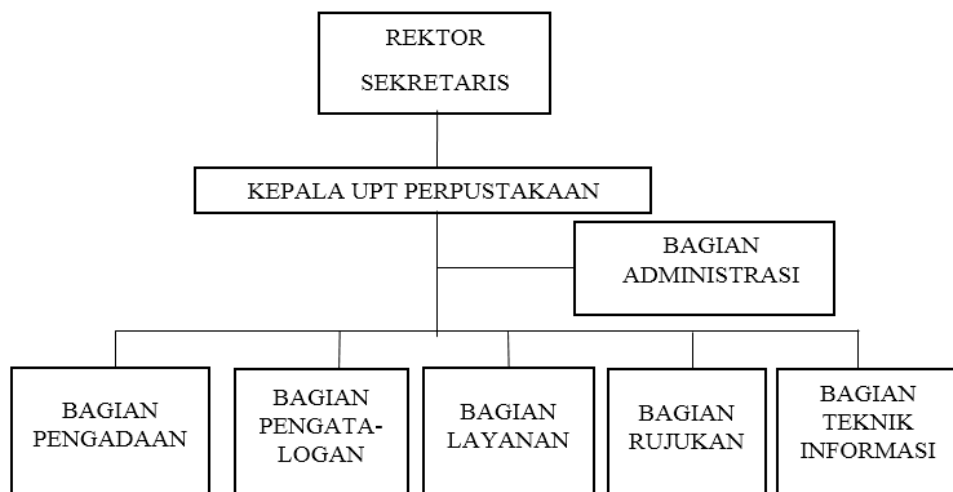 REKTOR
SEKRETARIS
KEPALA UPT PERPUSTAKAAN
BAGIAN
ADMINISTRASI
BAGIAN
PENGADAAN
BAGIAN
PENGATA-
LOGAN
BAGIAN
LAYANAN
BAGIAN
RUJUKAN
BAGIAN
TEKNIK
INFORMASI